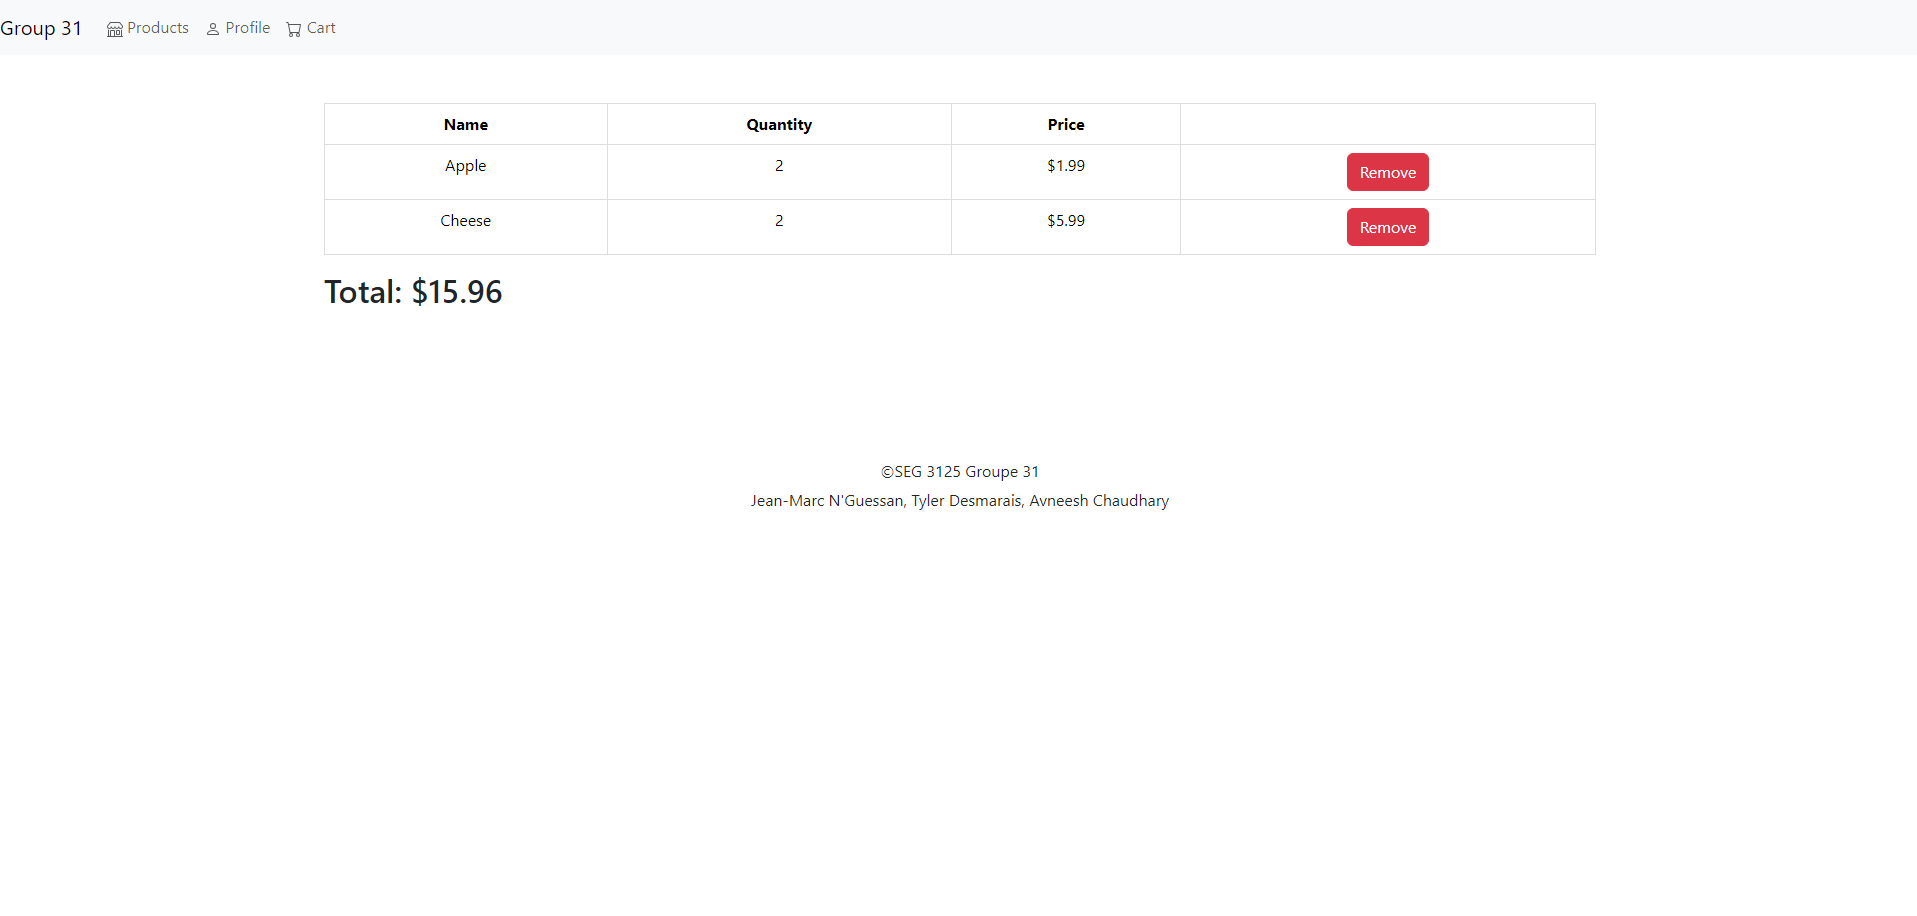 Group 31 Products Profile Cart
Name Quantity Price
Apple 2 $1.99 Remove
Cheese 2 $5.99 Remove
Total: $15.96
©SEG 3125 Groupe 31
Jean-Marc N'Guessan, Tyler Desmarais, Avneesh Chaudhary